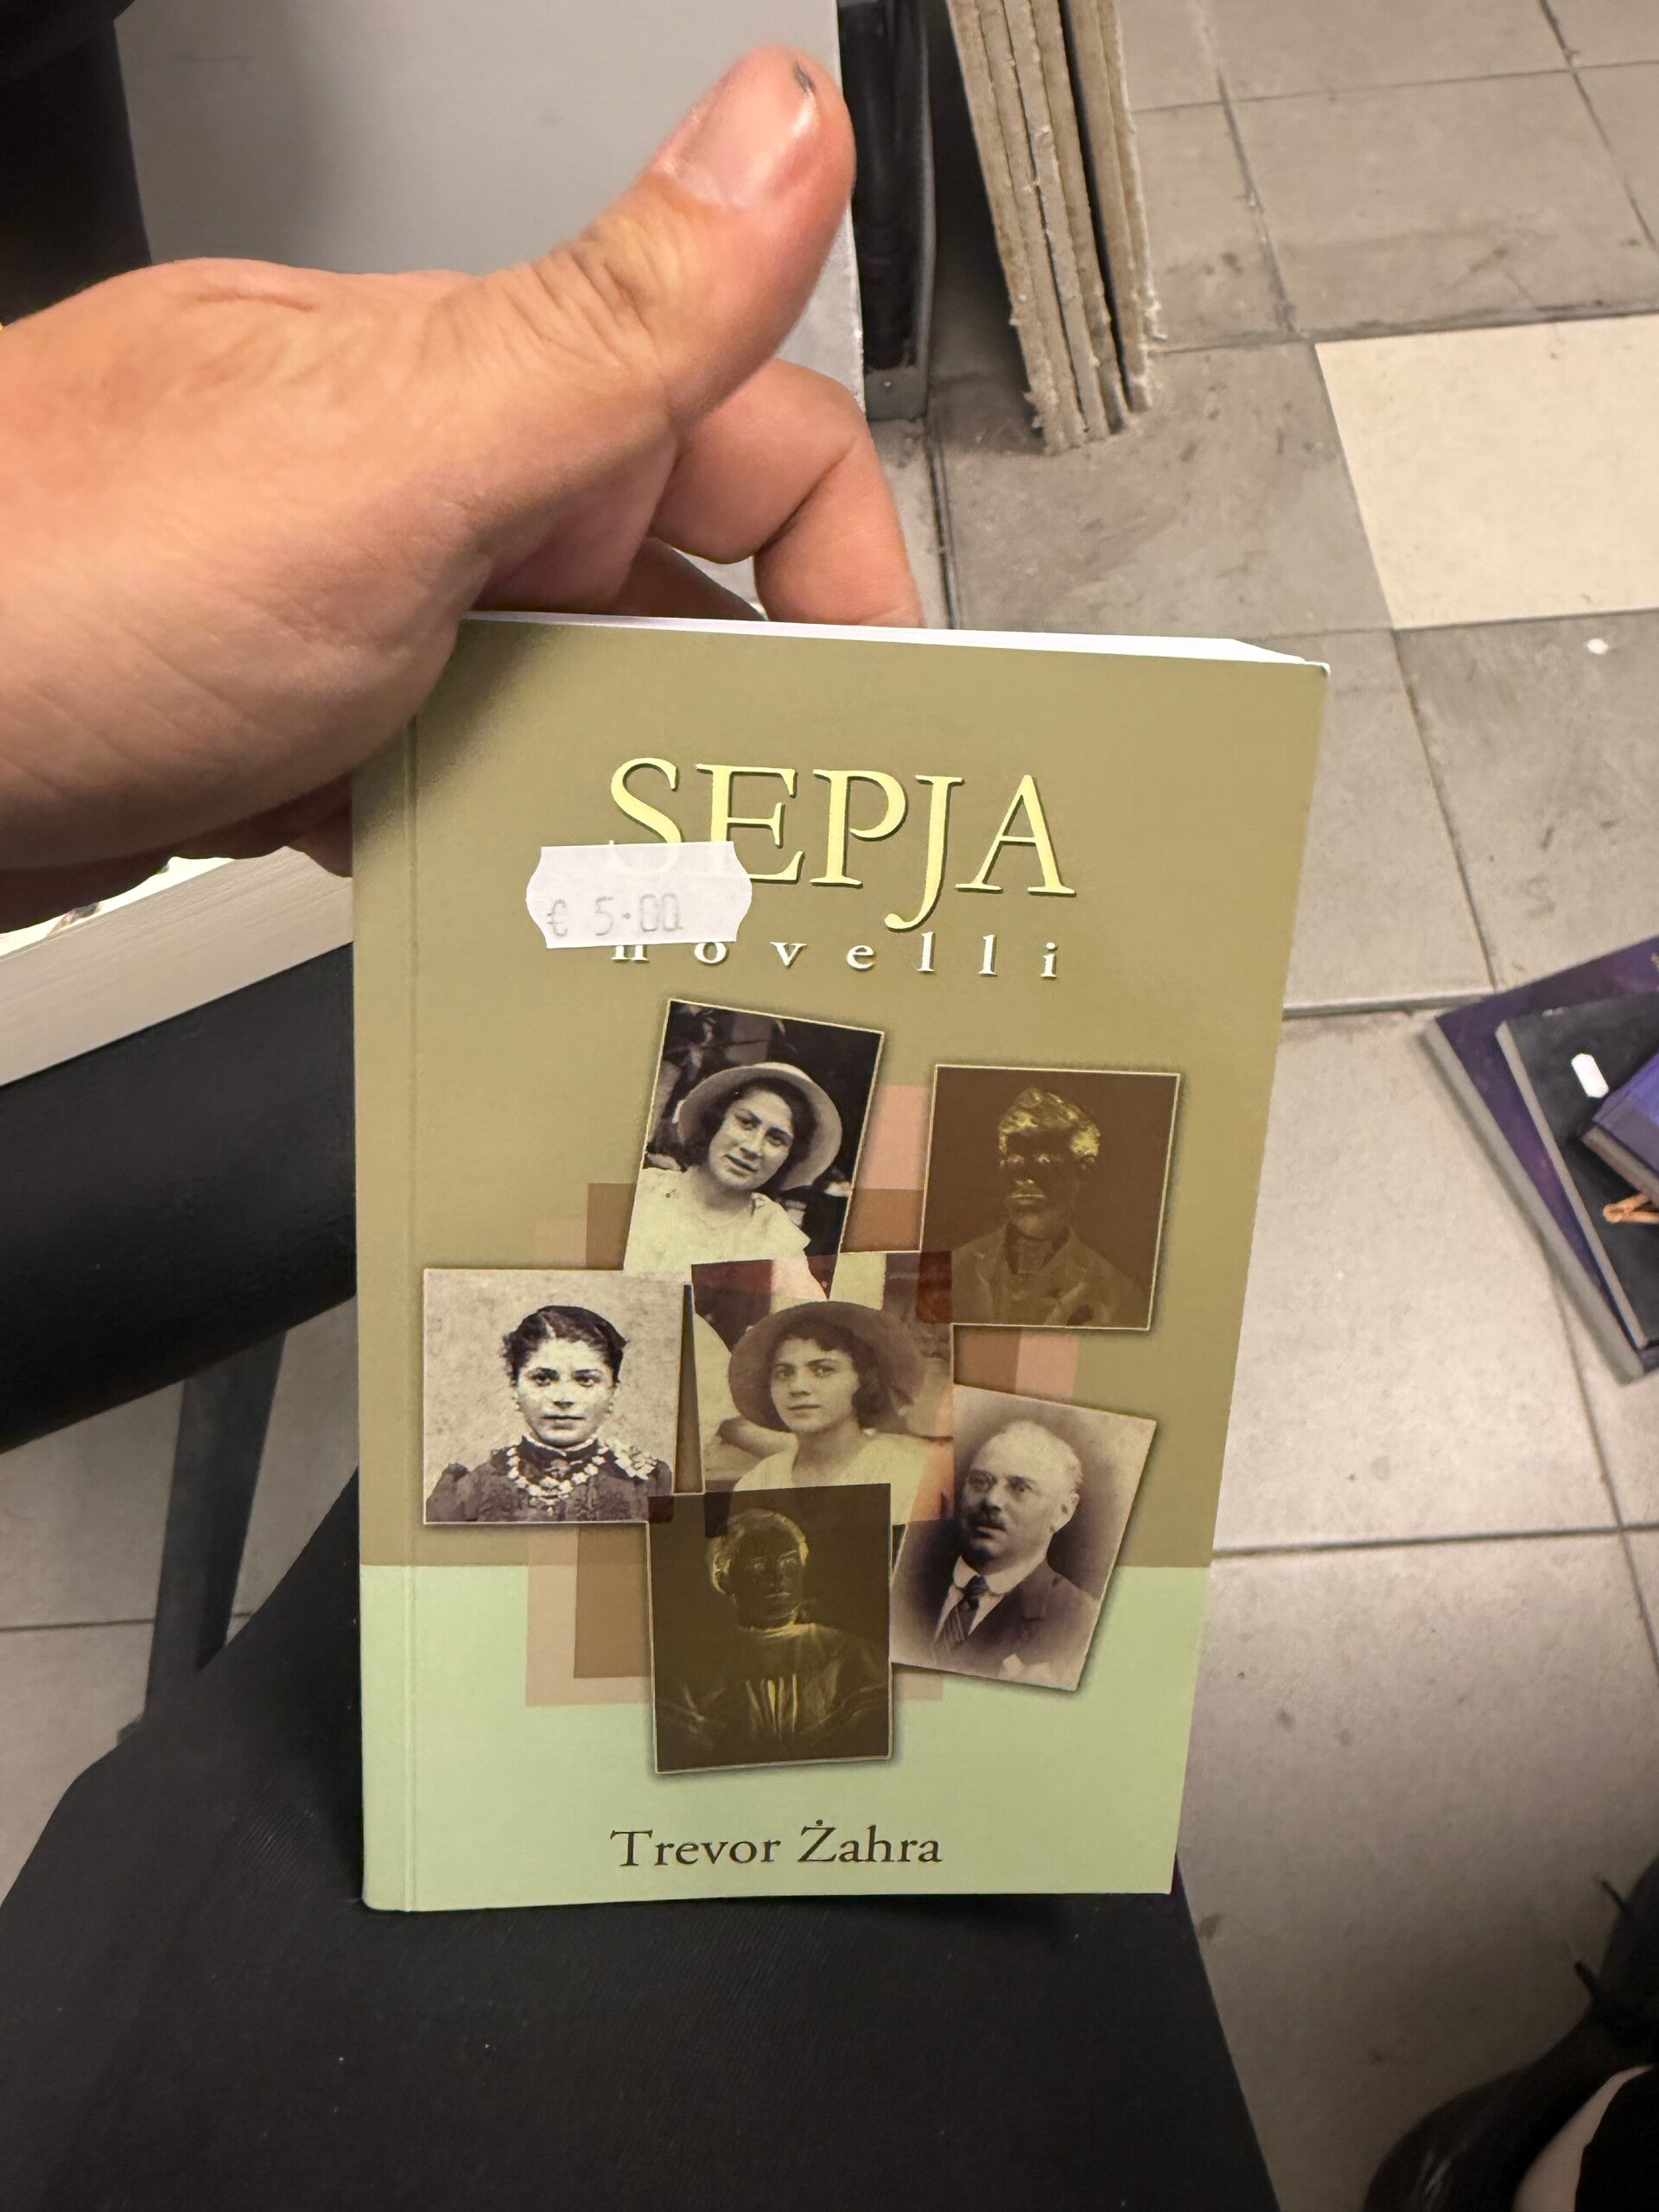 SEPJA
€ 5.00
novelli
Trevor Żahra